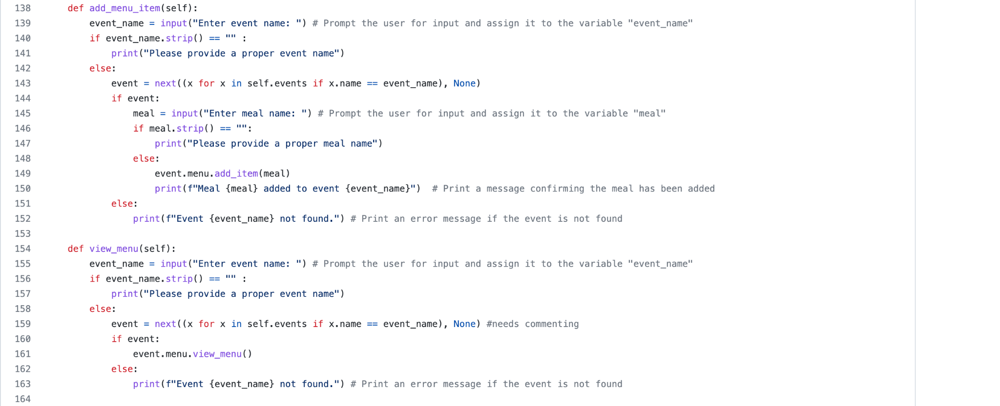 138 def add_menu_item(self):
139 event_name = input("Enter event name: ") # Prompt the user for input and assign it to the variable "event_name"
140 if event_name.strip() == "" :
141 print("Please provide a proper event name")
142 else:
143 event = next((x for x in self.events if x.name == event_name), None)
144 if event:
145 meal = input("Enter meal name: ") # Prompt the user for input and assign it to the variable "meal"
146 if meal.strip() == "":
147 print("Please provide a proper meal name")
148 else:
149 event.menu.add_item(meal)
150 print(f"Meal {meal} added to event {event_name}")  # Print a message confirming the meal has been added
151 else:
152 print(f"Event {event_name} not found.") # Print an error message if the event is not found
153
154 def view_menu(self):
155 event_name = input("Enter event name: ") # Prompt the user for input and assign it to the variable "event_name"
156 if event_name.strip() == "" :
157 print("Please provide a proper event name")
158 else:
159 event = next((x for x in self.events if x.name == event_name), None) #needs commenting
160 if event:
161 event.menu.view_menu()
162 else:
163 print(f"Event {event_name} not found.") # Print an error message if the event is not found
164